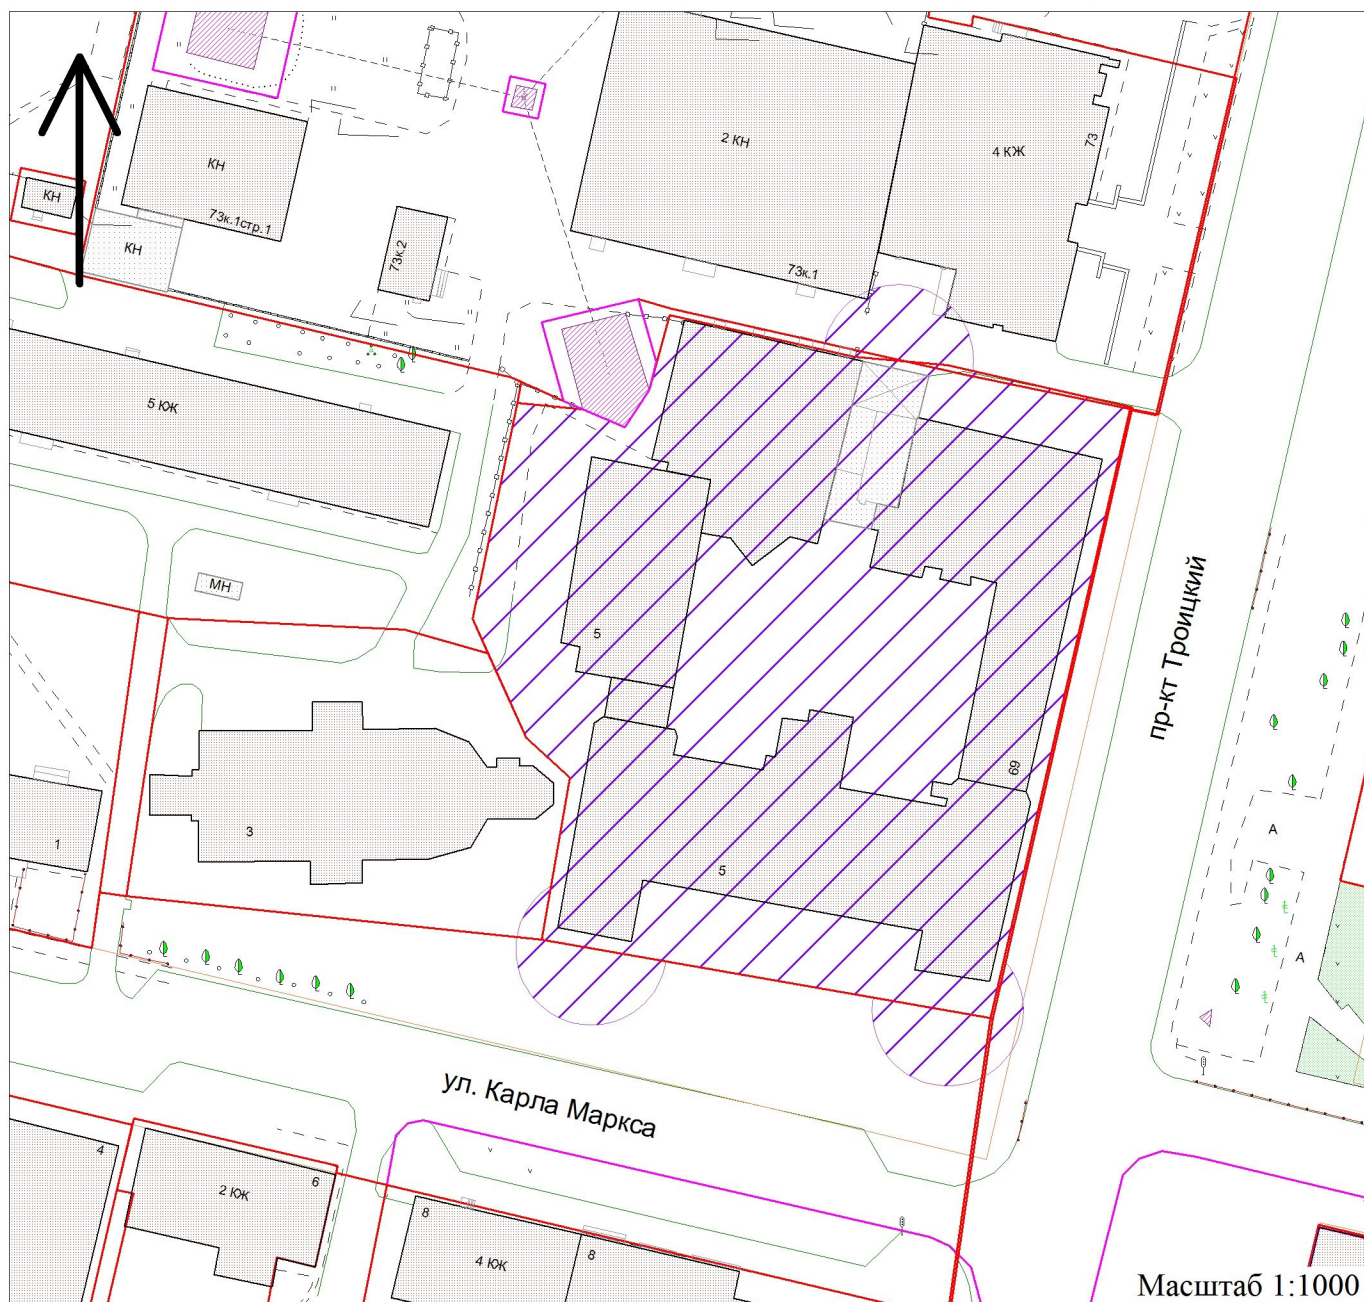 2 КН
4 КЖ
73
КН
КН
73к.1стр.1
КН
73к.2
73к.1
5 КЖ
МН
5
пр-кт Троицкий
69
3
1
5
А
А
ул. Карла Маркса
4
2 КЖ
6
8
4 КЖ
8
Масштаб 1:1000